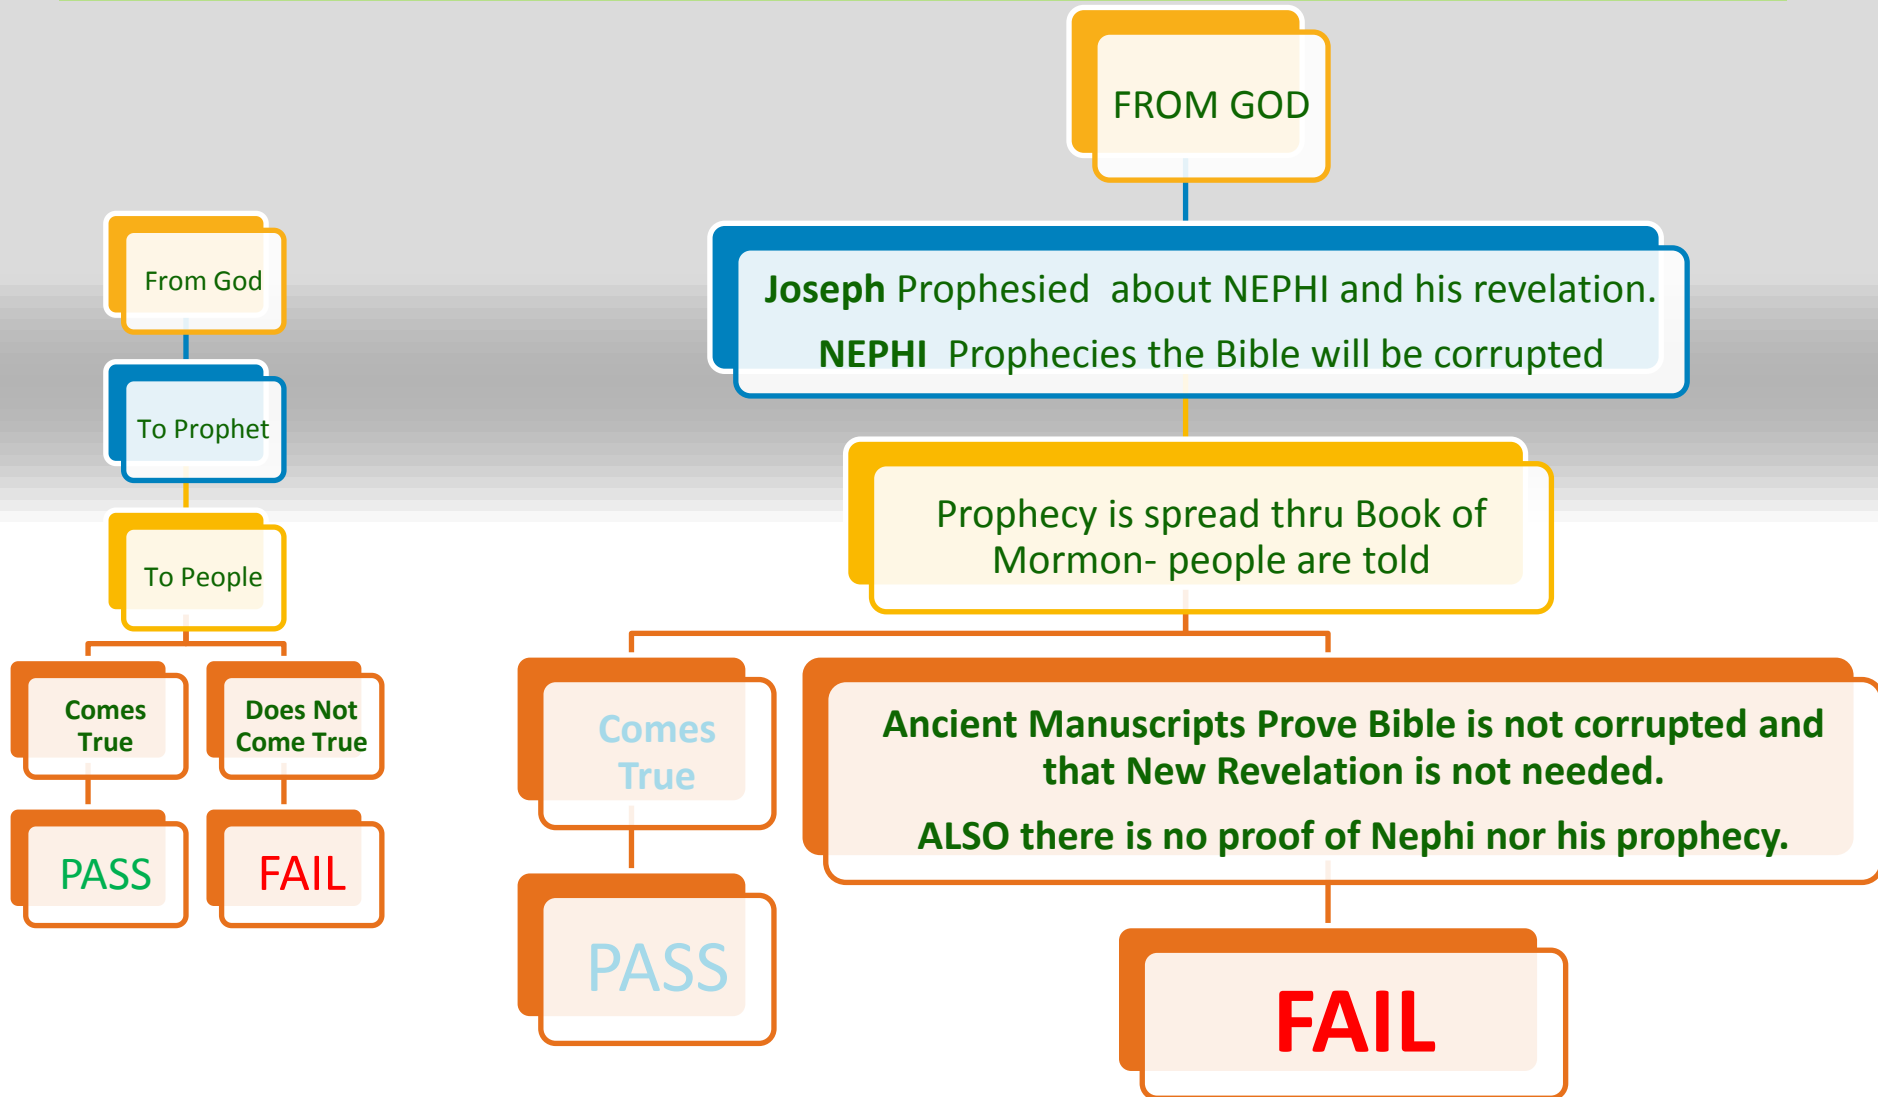 From God
To Prophet
To People
Comes
True
Does Not
Come True
PASS
FAIL
FROM GOD
Joseph Prophesied about NEPHI and his revelation.
NEPHI Prophecies the Bible will be corrupted
Prophecy is spread thru Book of
Mormon- people are told
Comes
True
PASS
Ancient Manuscripts Prove Bible is not corrupted and
that New Revelation is not needed.
ALSO there is no proof of Nephi nor his prophecy.
FAIL